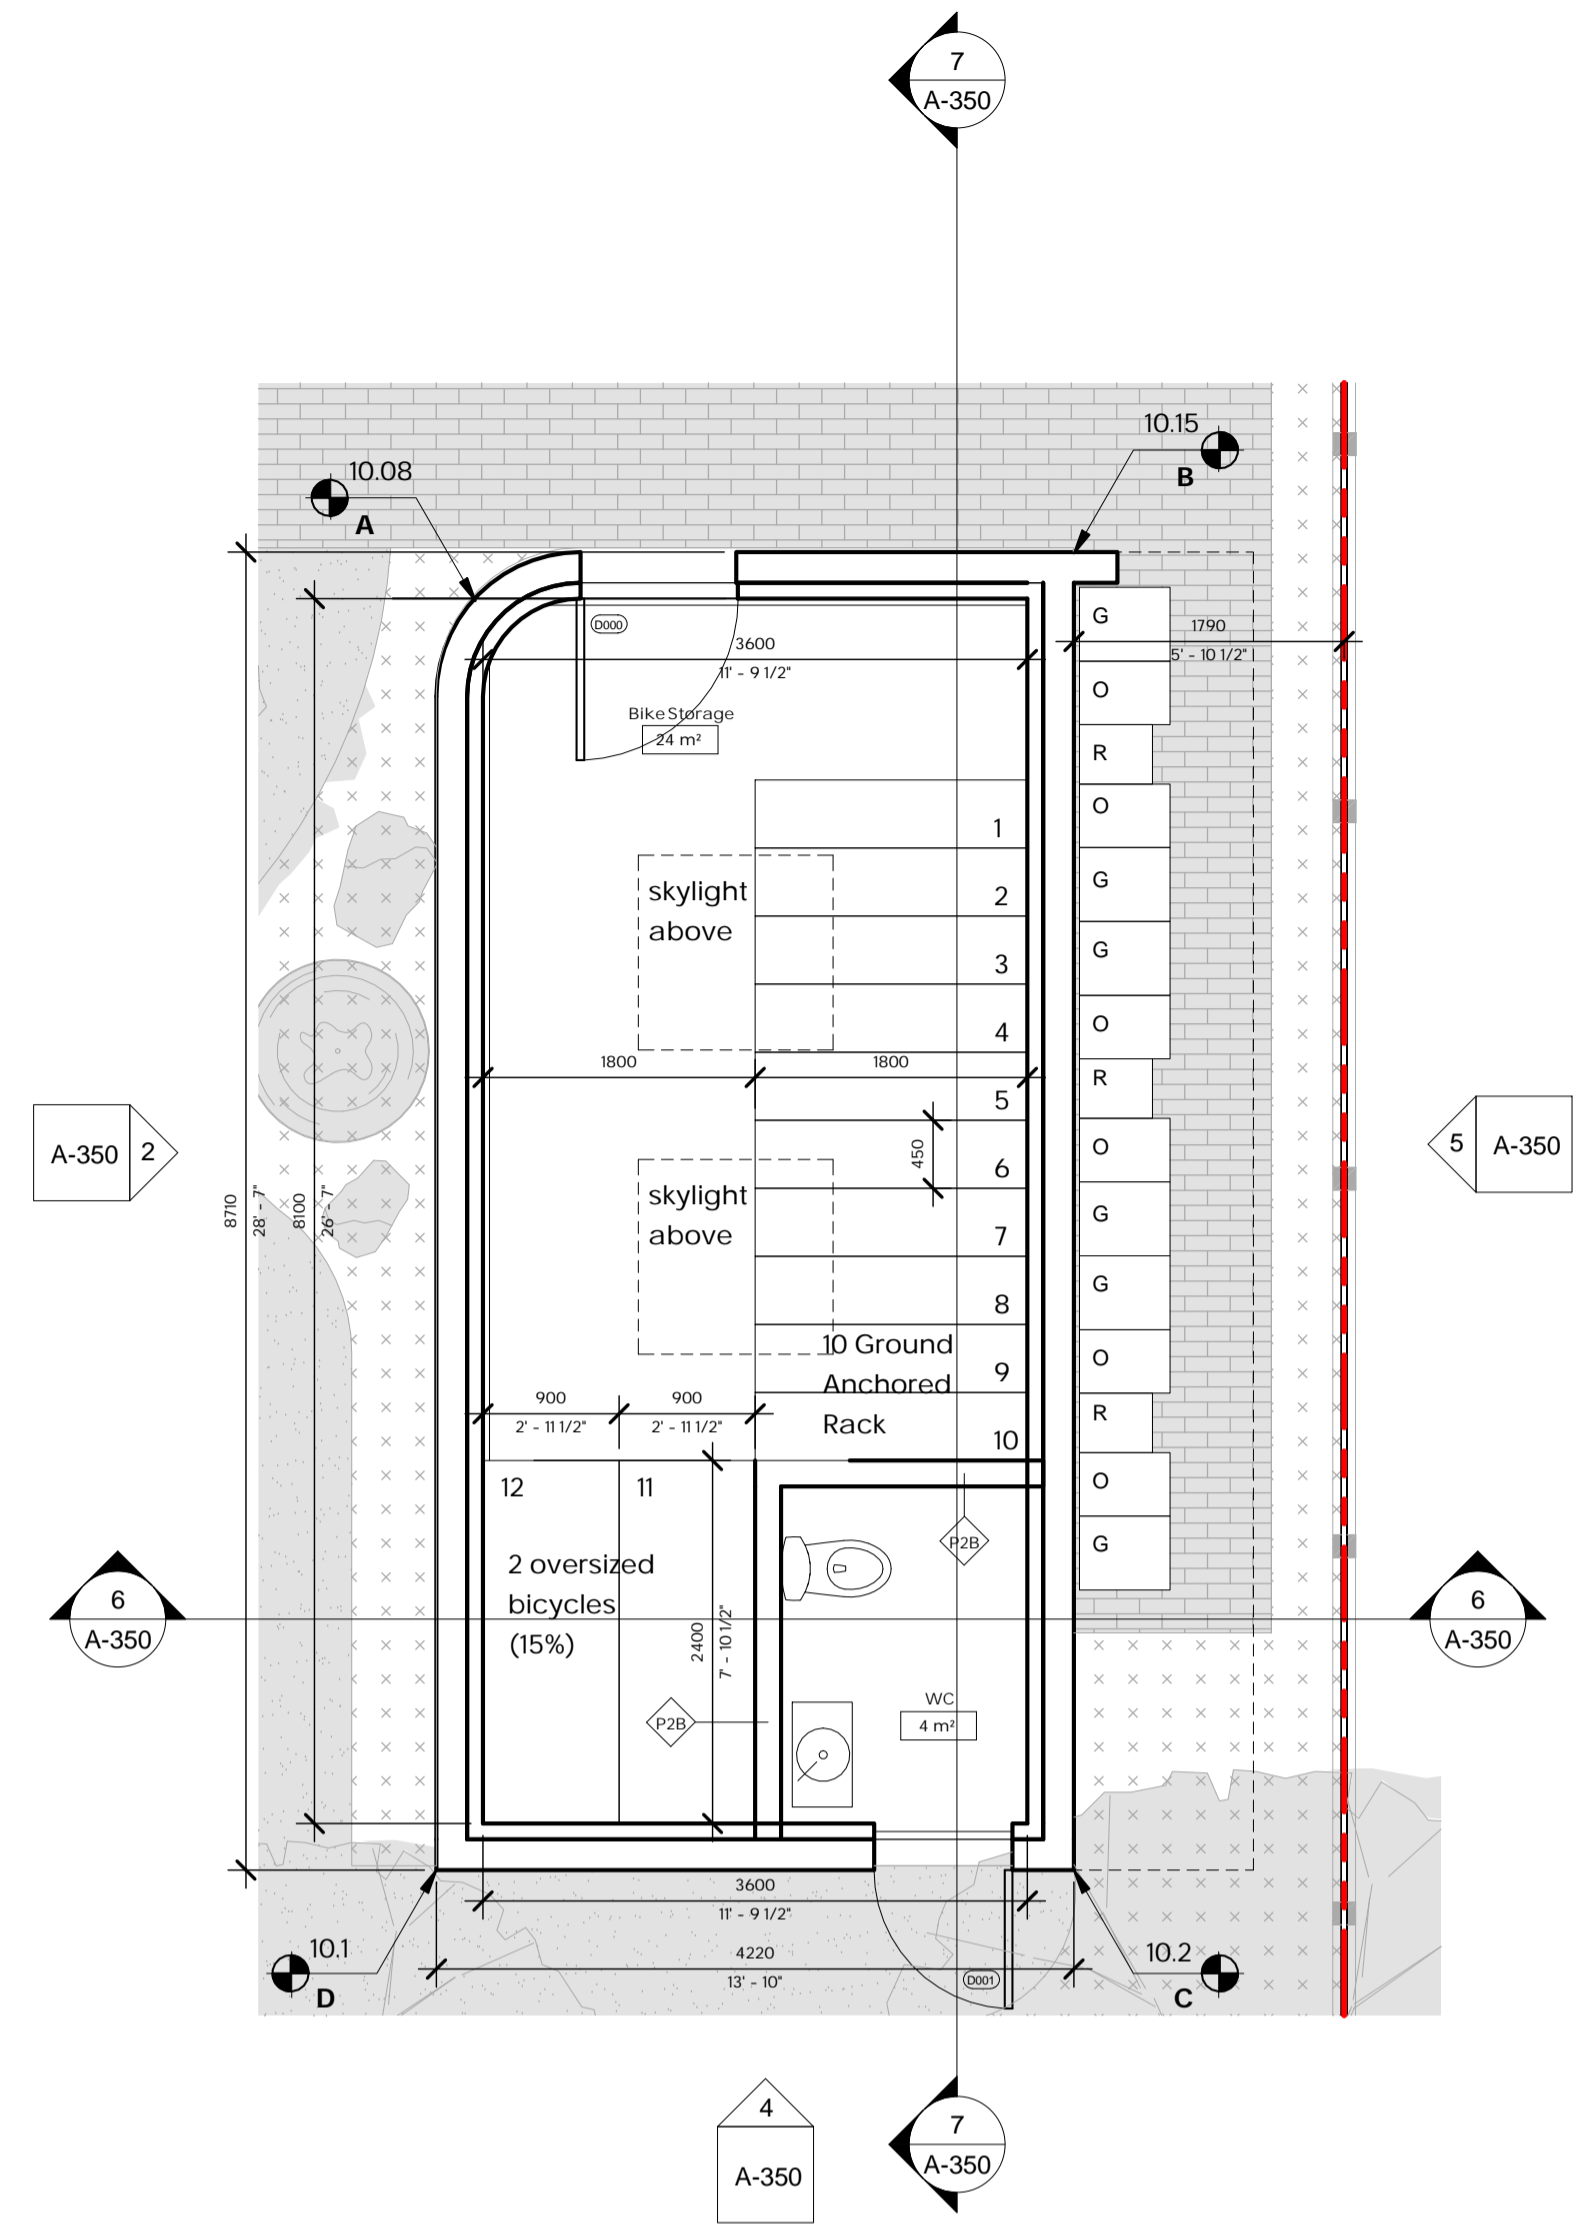 7
A-350
10.15
B
10.08
A
D000
3600
11' - 9 1/2"
Bike Storage
24 m²
G
1790
5' - 10 1/2"
O
R
O
G
G
O
R
O
G
G
O
R
O
G
1
2
3
4
5
6
7
8
9
10
skylight
above
1800
1800
450
skylight
above
10 Ground
Anchored
Rack
A-350
2
5
A-350
8710
28' - 7"
8100
26' - 7"
900
2' - 11 1/2"
900
2' - 11 1/2"
12
11
2 oversized
bicycles
(15%)
2400
7' - 10 1/2"
P2B
P2B
WC
4 m²
6
A-350
6
A-350
3600
11' - 9 1/2"
4220
13' - 10"
D001
10.1
D
10.2
C
4
A-350
7
A-350